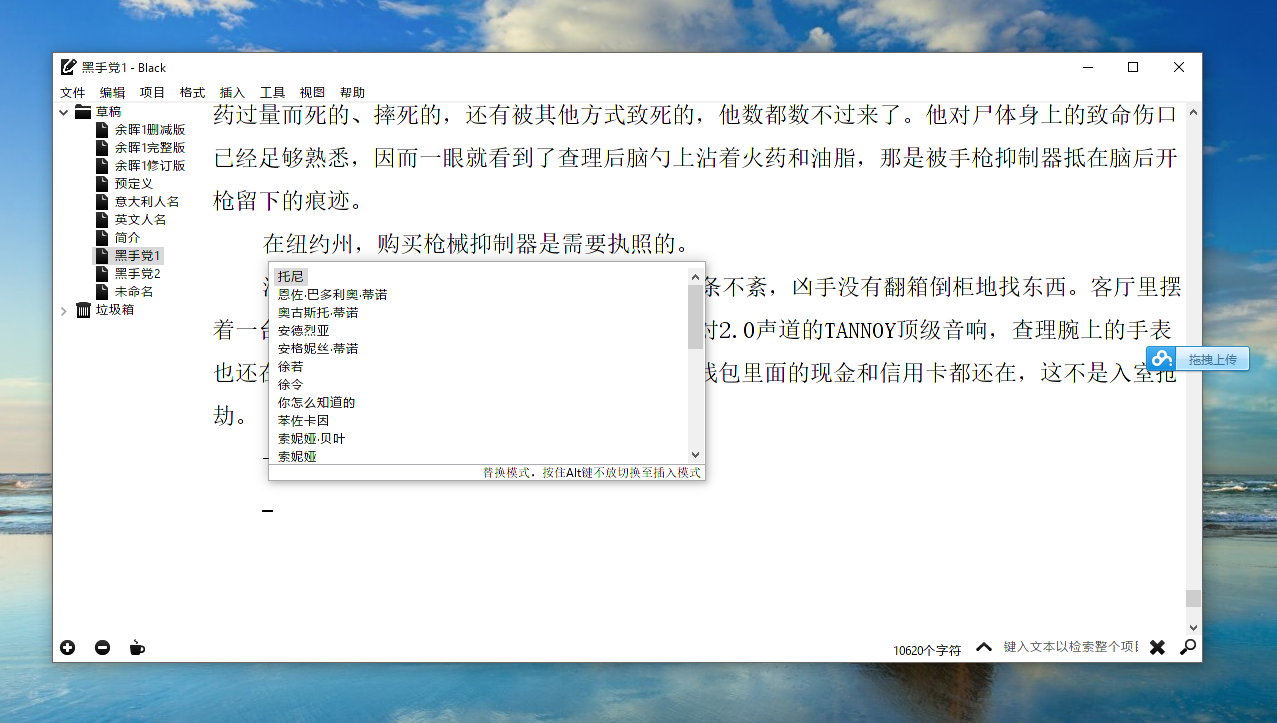 黑手党1 - Black
文件 编辑 项目 格式 插入 工具 视图 帮助
草稿
余晖1删减版
余晖1完整版
余晖1修订版
预定义
意大利人名
英文人名
简介
黑手党1
黑手党2
未命名
垃圾箱
药过量而死的、摔死的，还有被其他方式致死的，他数都数不过来了。他对尸体身上的致命伤口
已经足够熟悉，因而一眼就看到了查理后脑勺上沾着火药和油脂，那是被手枪抑制器抵在脑后开
枪留下的痕迹。
在纽约州，购买枪械抑制器是需要执照的。
条不紊，凶手没有翻箱倒柜地找东西。客厅里摆
着一台
对2.0声道的TANNOY顶级音响，查理腕上的手表
也还在
钱包里面的现金和信用卡都还在，这不是入室抢
劫。
托尼
恩佐·巴多利奥·蒂诺
奥古斯托·蒂诺
安德烈亚
安格妮丝·蒂诺
徐若
徐令
你怎么知道的
苯佐卡因
索妮娅·贝叶
索妮娅
替换模式，按住Alt键不放切换至插入模式
拖拽上传
10620个字符
键入文本以检索整个项目